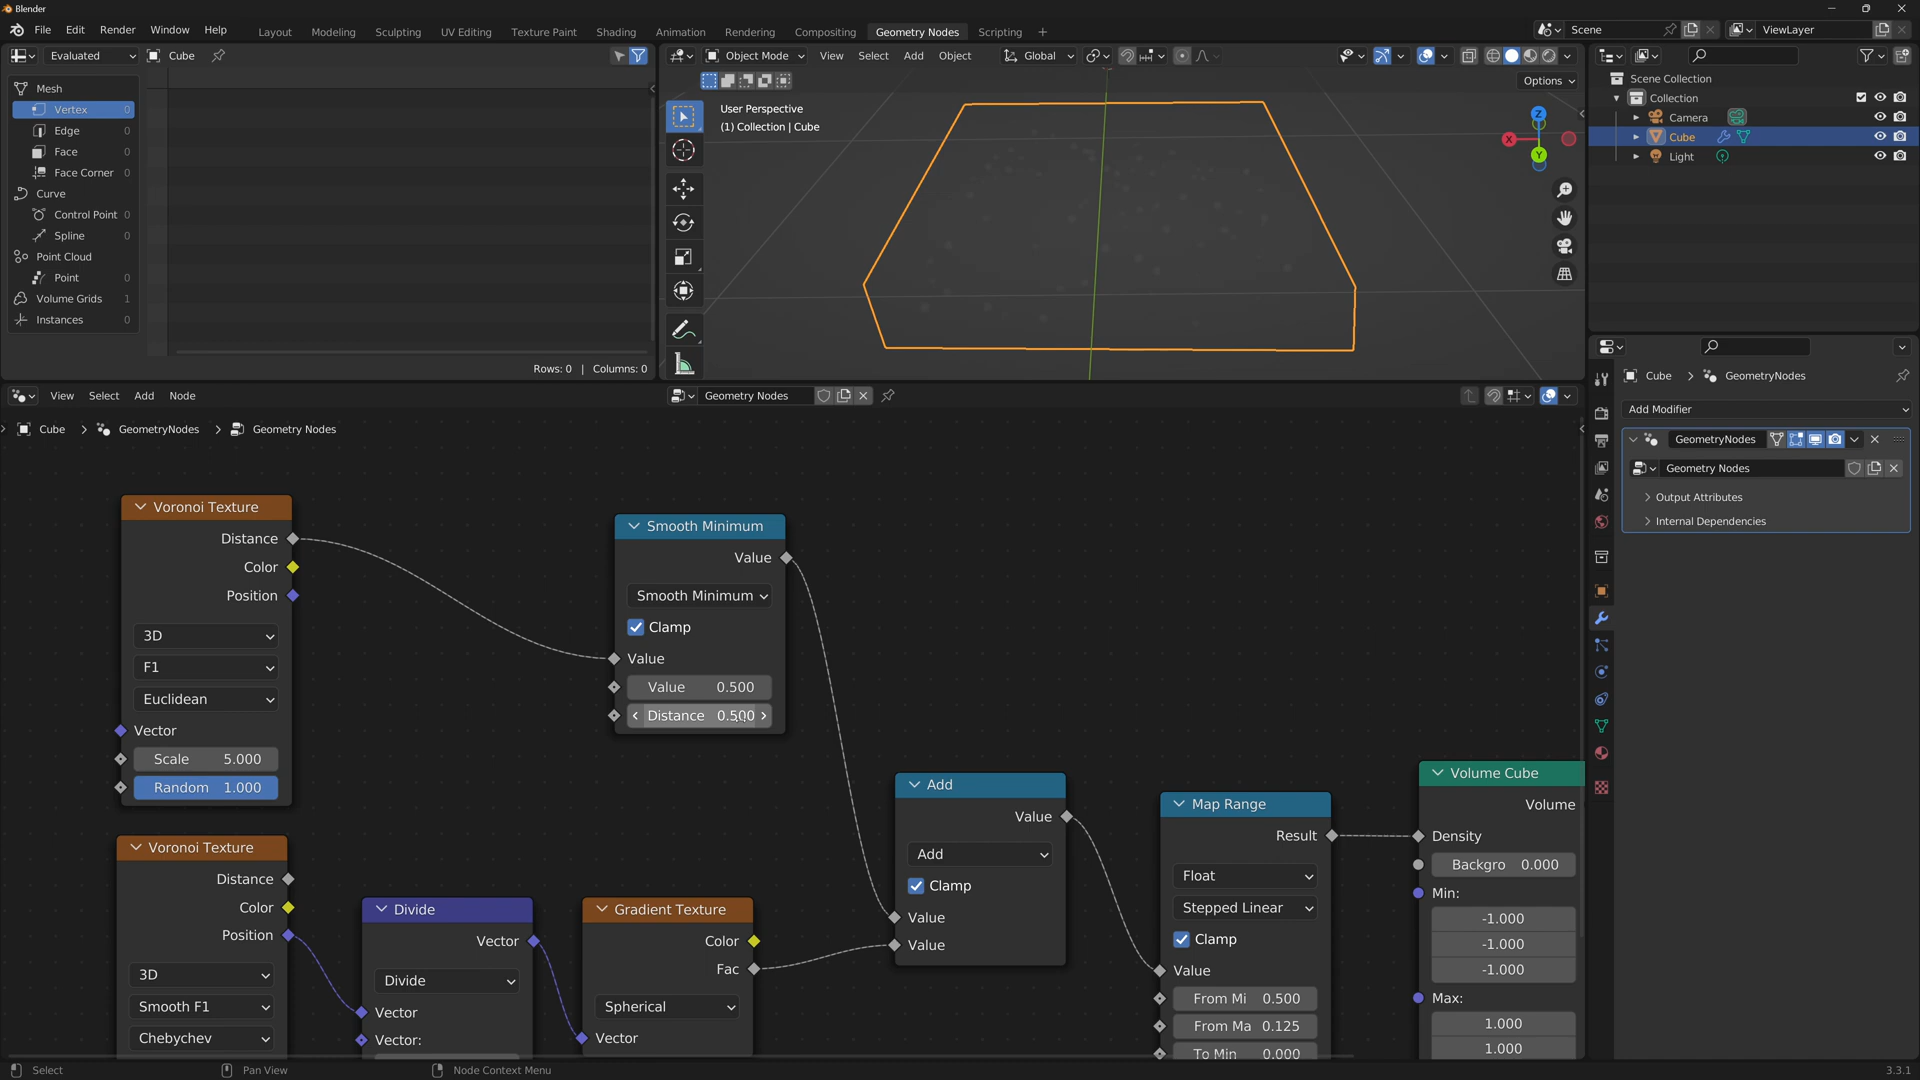 Blender
File Edit Render Window Help
Layout Modeling Sculpting UV Editing Texture Paint Shading Animation Rendering Compositing Geometry Nodes Scripting +
Scene
ViewLayer
Evaluated
Cube
Mesh
Vertex 0
Edge 0
Face 0
Face Corner 0
Curve
Control Point 0
Spline 0
Point Cloud
Point 0
Volume Grids 1
Instances 0
Rows: 0 | Columns: 0
Object Mode View Select Add Object Global
Options
User Perspective
(1) Collection | Cube
Z
X
Y
Scene Collection
Collection
Camera
Cube
Light
View Select Add Node
Geometry Nodes
Cube > GeometryNodes > Geometry Nodes
Voronoi Texture
Distance
Color
Position
3D
F1
Euclidean
Vector
Scale 5.000
Random 1.000
Voronoi Texture
Distance
Color
Position
3D
Smooth F1
Chebychev
Divide
Vector
Divide
Vector
Vector:
Smooth Minimum
Value
Smooth Minimum
Clamp
Value
Value 0.500
Distance 0.500
Gradient Texture
Color
Fac
Spherical
Vector
Add
Value
Add
Clamp
Value
Value
Map Range
Result
Float
Stepped Linear
Clamp
Value
From Mi 0.500
From Ma 0.125
To Min 0.000
Volume Cube
Volume
Density
Backgro 0.000
Min:
-1.000
-1.000
-1.000
Max:
1.000
1.000
Cube > GeometryNodes
Add Modifier
GeometryNodes
Geometry Nodes
Output Attributes
Internal Dependencies
Select
Pan View
Node Context Menu
3.3.1